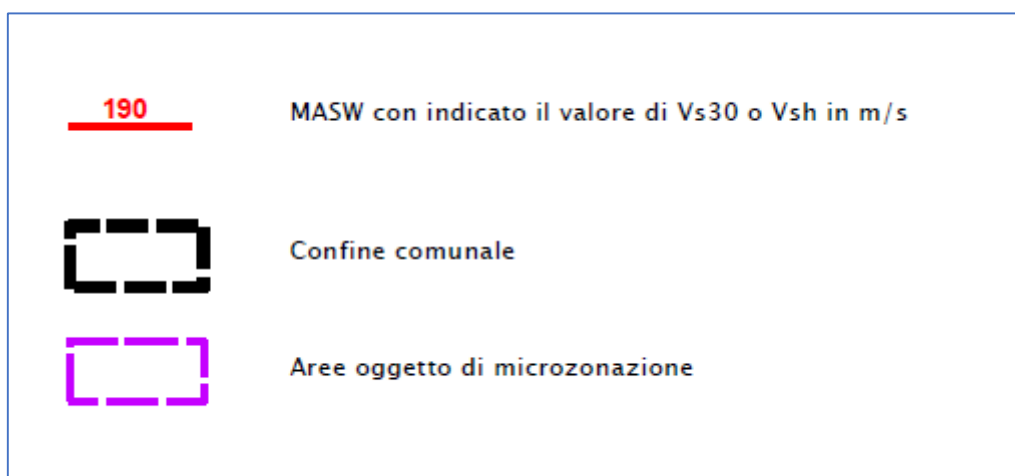 190
MASW con indicato il valore di Vs30 o Vsh in m/s
Confine comunale
Aree oggetto di microzonazione